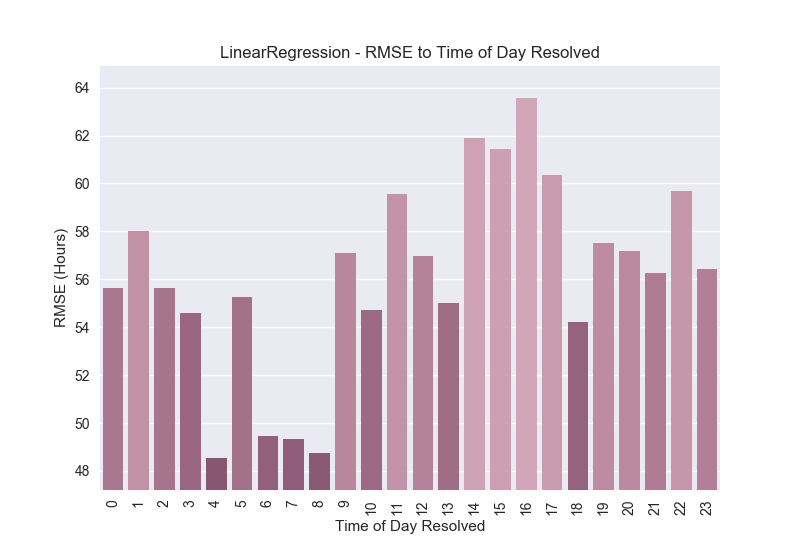 LinearRegression - RMSE to Time of Day Resolved
RMSE (Hours)
64
62
60
58
56
54
52
50
48
0 1 2 3 4 5 6 7 8 9 10 11 12 13 14 15 16 17 18 19 20 21 22 23
Time of Day Resolved